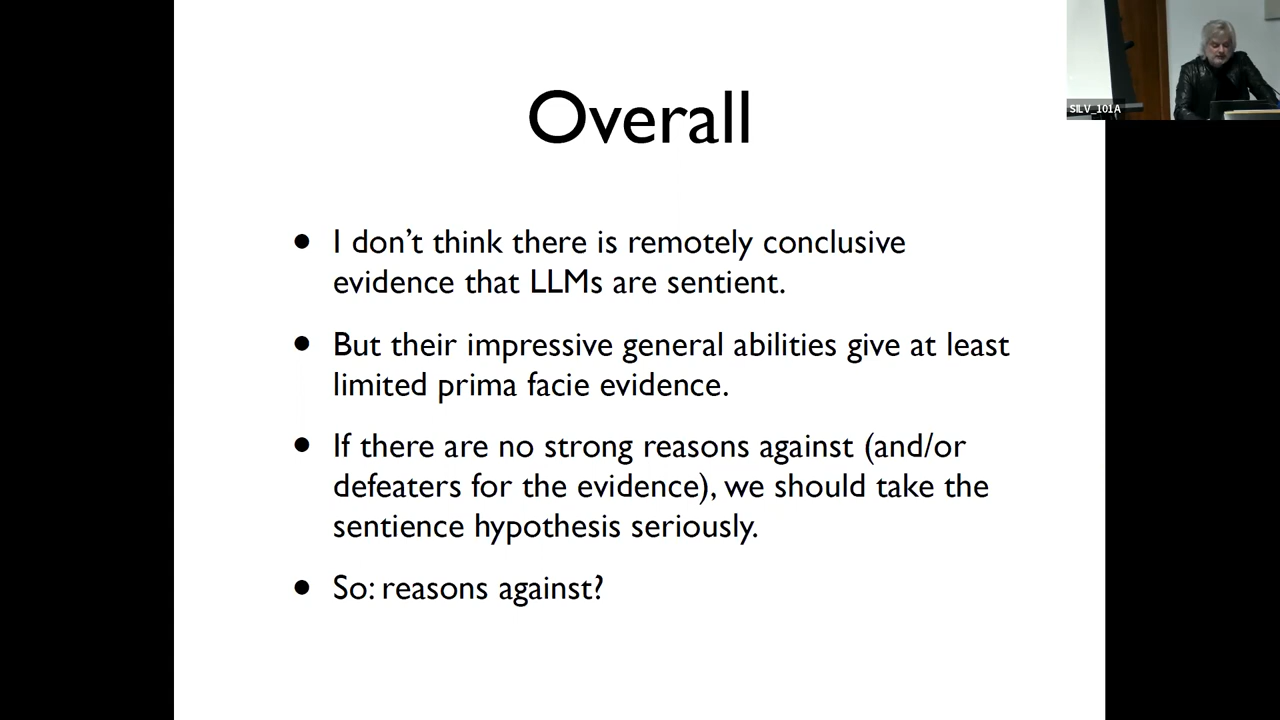 Overall
SILV_101A
• I don't think there is remotely conclusive
evidence that LLMs are sentient.
• But their impressive general abilities give at least
limited prima facie evidence.
• If there are no strong reasons against (and/or
defeaters for the evidence), we should take the
sentience hypothesis seriously.
• So: reasons against?